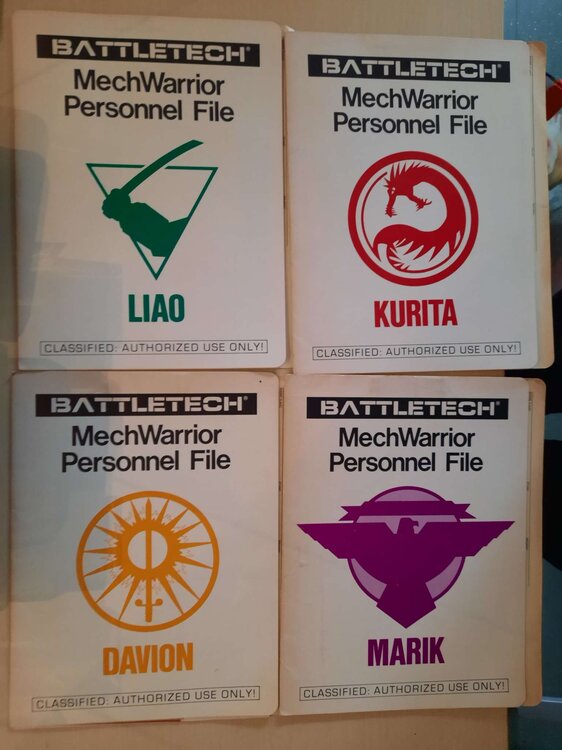 BATTLETECH®
MechWarrior
Personnel File
LIAO
CLASSIFIED: AUTHORIZED USE ONLY!
BATTLETECH®
MechWarrior
Personnel File
KURITA
CLASSIFIED: AUTHORIZED USE ONLY!
BATTLETECH®
MechWarrior
Personnel File
DAVION
CLASSIFIED: AUTHORIZED USE ONLY!
BATTLETECH®
MechWarrior
Personnel File
MARIK
CLASSIFIED: AUTHORIZED USE ONLY!